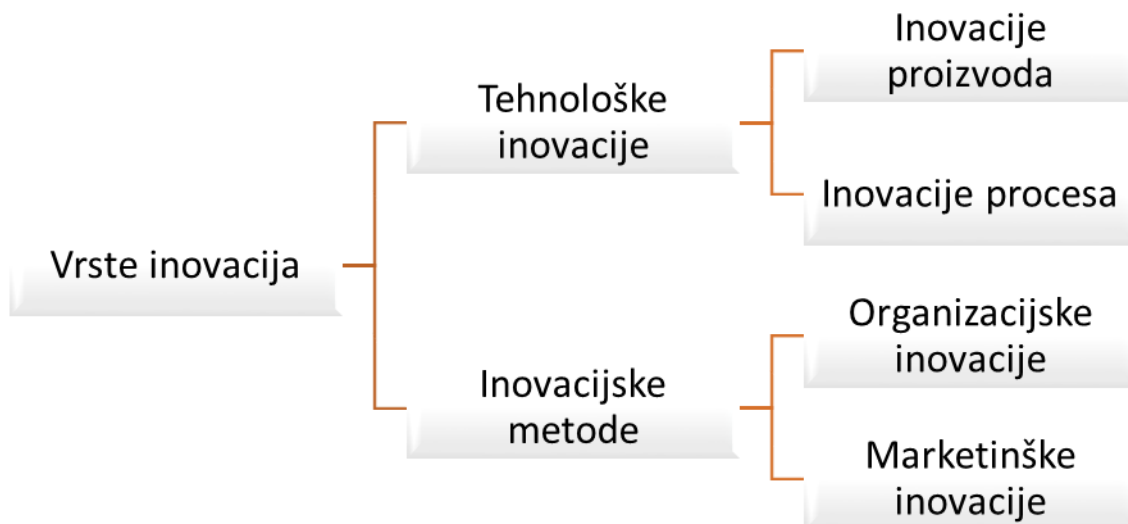 Vrste inovacija
Tehnološke
inovacije
Inovacije
proizvoda
Inovacije procesa
Inovacijske
metode
Organizacijske
inovacije
Marketinške
inovacije